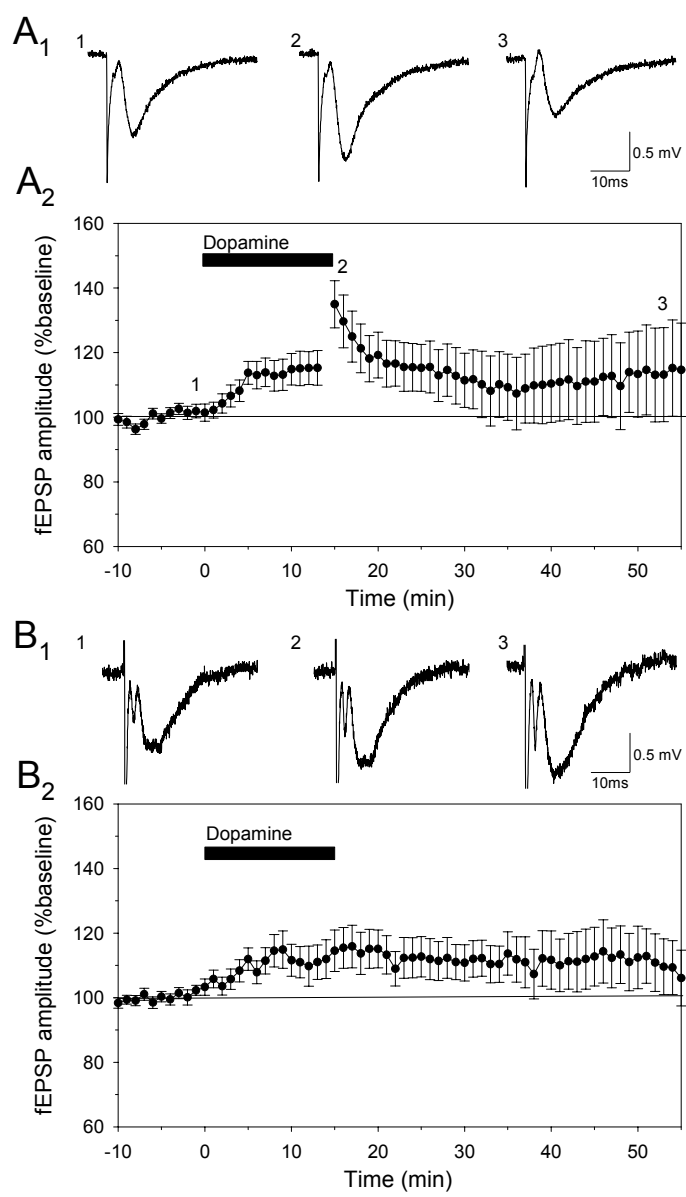 A1
1 2 3
0.5 mV
10ms
A2
160
140
120
100
80
60
fEPSP amplitude (%baseline)
Dopamine
1
2
3
-10 0 10 20 30 40 50
Time (min)
B1
1 2 3
0.5 mV
10ms
B2
160
140
120
100
80
60
fEPSP amplitude (%baseline)
Dopamine
-10 0 10 20 30 40 50
Time (min)